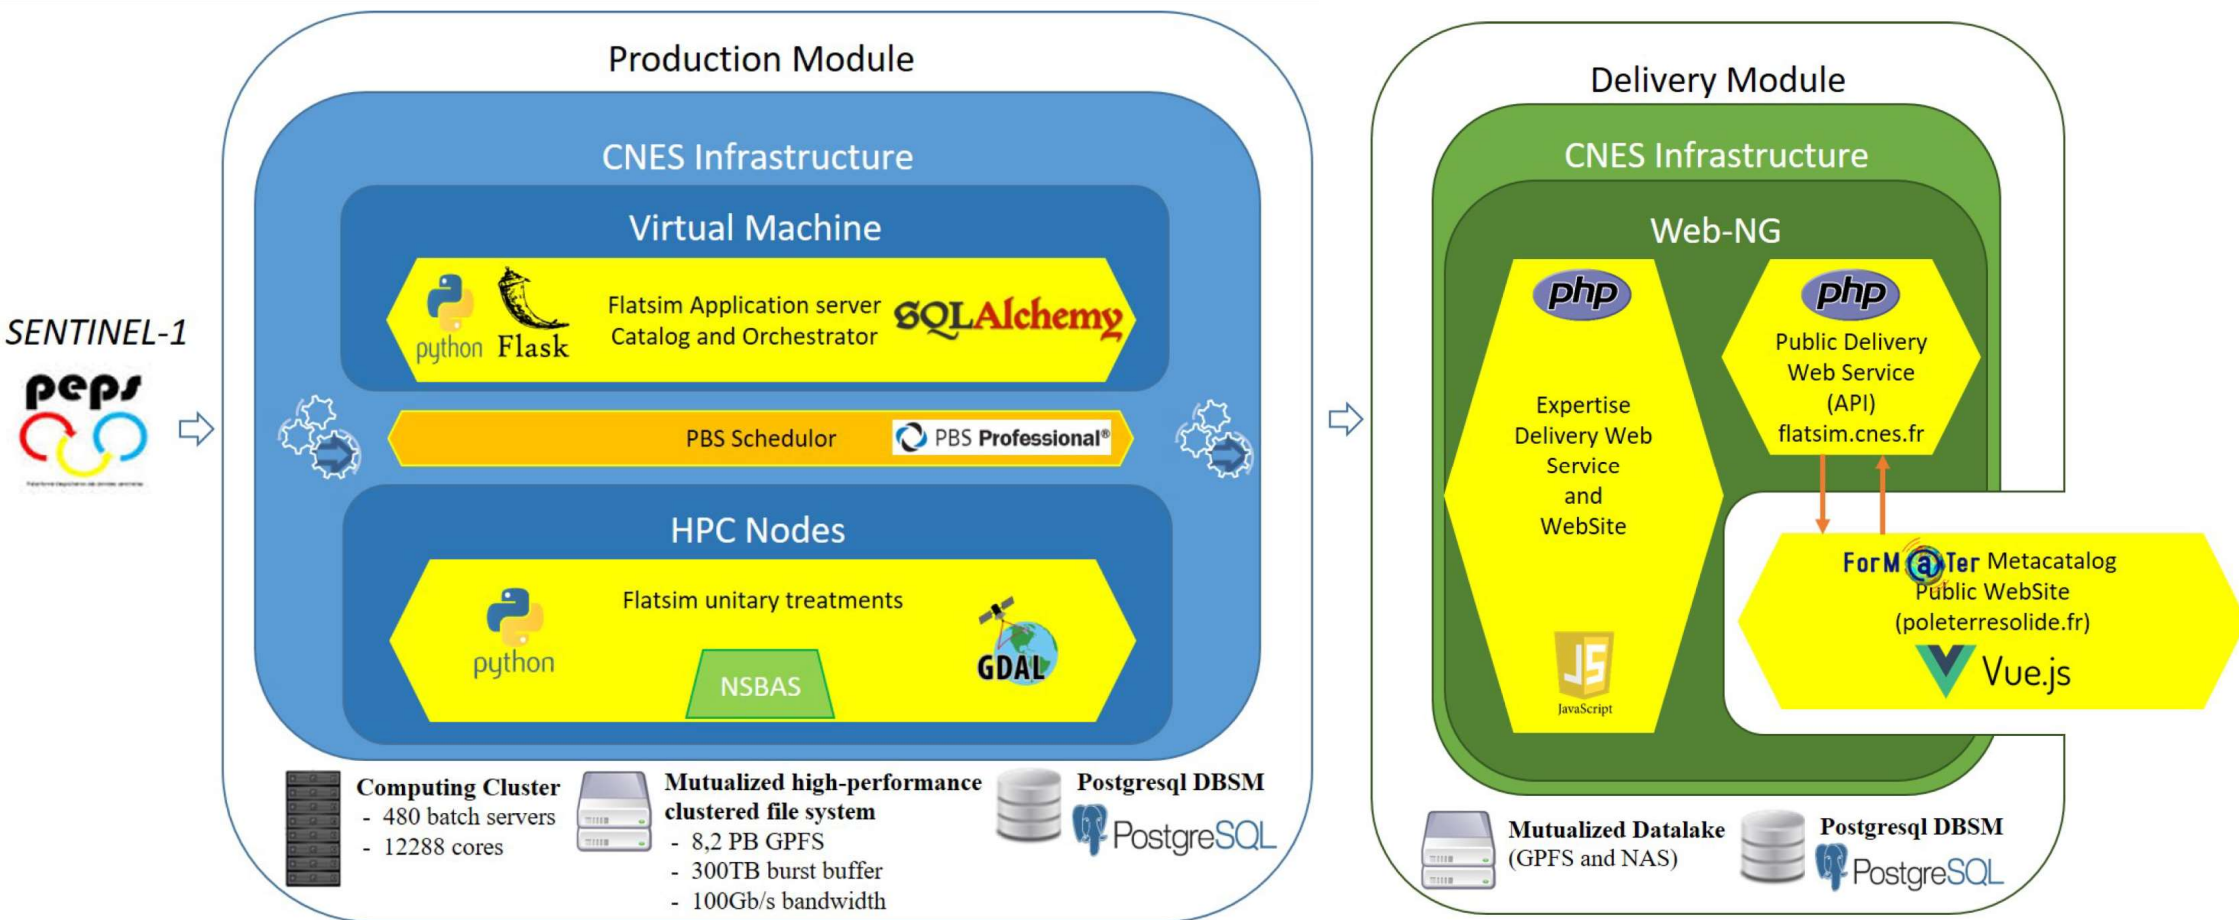 Production Module
CNES Infrastructure
Virtual Machine
python
Flask
Flatsim Application server
Catalog and Orchestrator
SQLAlchemy
SENTINEL-1
peps
PBS Schedulor
PBS Professional®
HPC Nodes
Flatsim unitary treatments
python
NSBAS
GDAL
Computing Cluster
- 480 batch servers
- 12288 cores
Mutualized high-performance
clustered file system
- 8,2 PB GPFS
- 300TB burst buffer
- 100Gb/s bandwidth
Postgresql DBSM
PostgreSQL
Delivery Module
CNES Infrastructure
Web-NG
php
Expertise
Delivery Web
Service
and
WebSite
JS
JavaScript
php
Public Delivery
Web Service
(API)
flatsim.cnes.fr
ForM@Ter Metacatalog
Public WebSite
(poleterresolide.fr)
Vue.js
Mutualized Datalake
(GPFS and NAS)
Postgresql DBSM
PostgreSQL